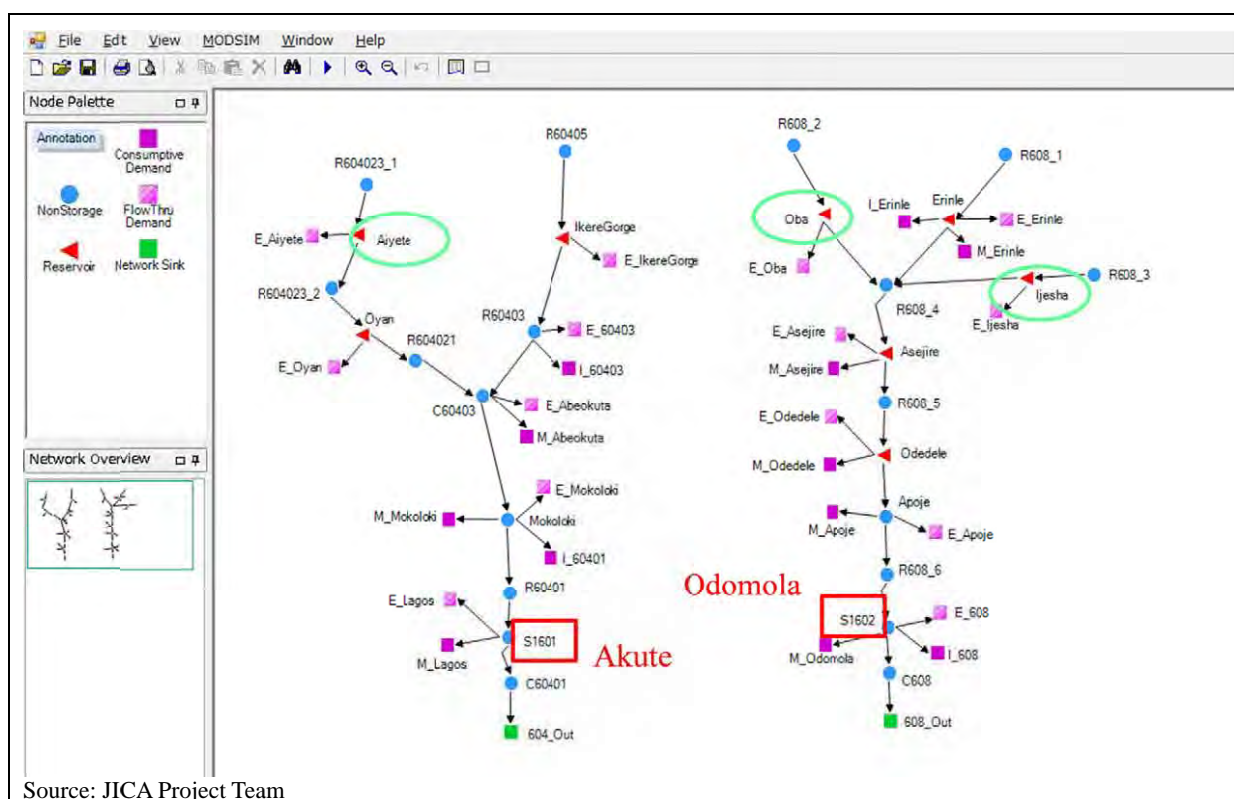 File Edt View MODSIM Window Help
Node Palette
Annotation
Consumptive
Demand
NonStorage
FlowThru
Demand
Reservoir
Network Sink
Network Overview
R604023_1
R60405
E_Aiyete
Aiyete
IkereGorge
E_IkereGorge
R604023_2
Oyan
R604021
R60403
E_60403
I_60403
E_Oyan
C60403
E_Abeokuta
M_Abeokuta
E_Mokoloki
M_Mokoloki
Mokoloki
I_60401
R60401
E_Lagos
S1601
Akute
M_Lagos
C60401
604_Out
R608_2
R608_1
I_Erinle
Erinle
Oba
E_Erinle
M_Erinle
E_Oba
Ijesha
R608_3
R608_4
E_Ijesha
E_Asejire
Asejire
M_Asejire
R608_5
E_Odedele
Odedele
M_Odedele
Apoje
M_Apoje
E_Apoje
R608_6
Odomola
S1602
E_608
M_Odomola
I_608
C608
608_Out
Source: JICA Project Team